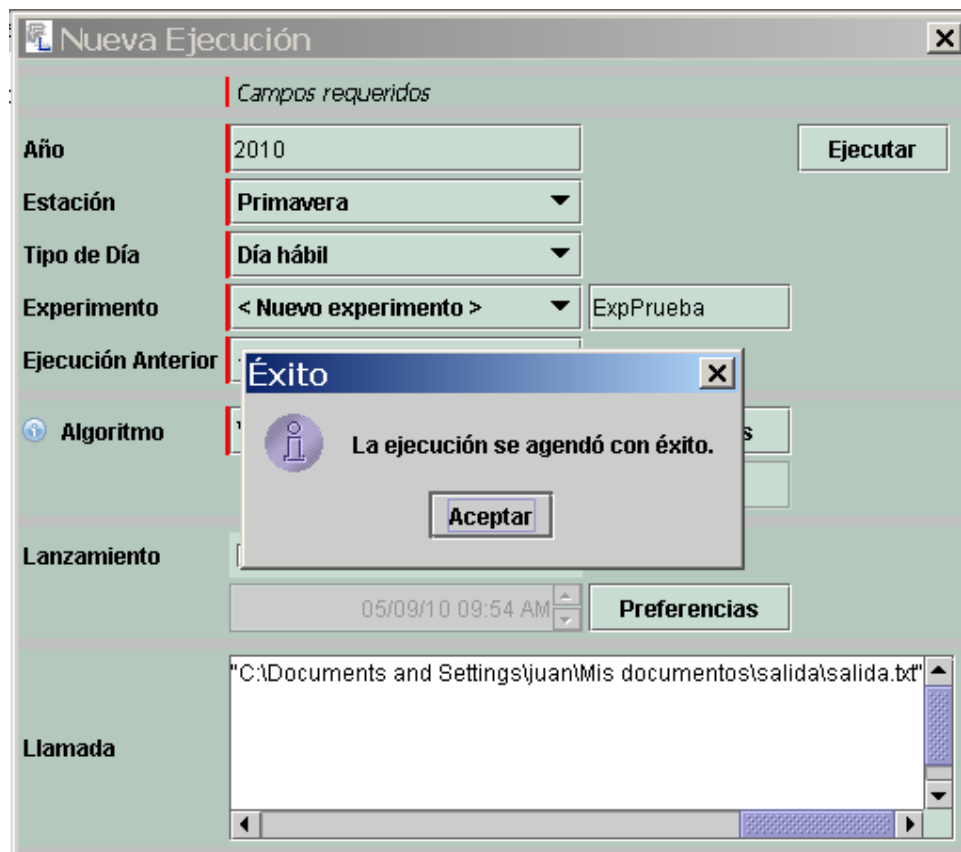 Nueva Ejecución
Campos requeridos
Año 2010 Ejecutar
Estación Primavera
Tipo de Día Día hábil
Experimento < Nuevo experimento > ExpPrueba
Ejecución Anterior
Éxito
Algoritmo
La ejecución se agendó con éxito.
Aceptar
Lanzamiento
05/09/10 09:54 AM Preferencias
"C:\Documents and Settings\juan\Mis documentos\salida\salida.txt"
Llamada